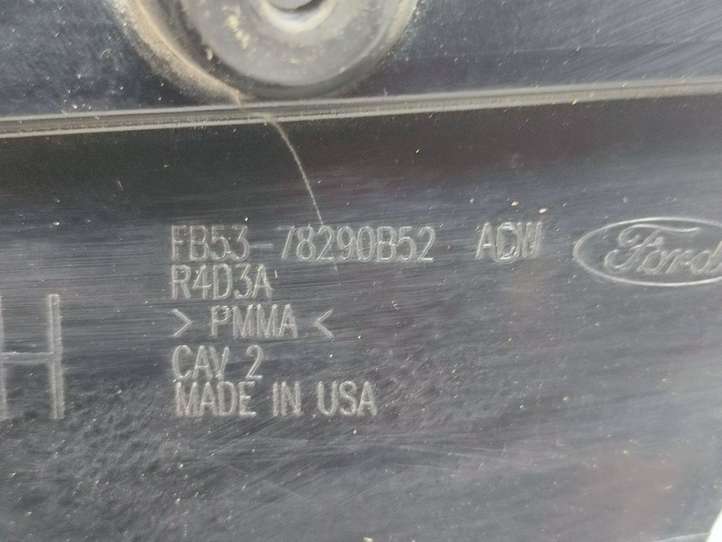 FB53-78290B52 ACW Ford
R4D3A
> PMMA <
H
CAV 2
MADE IN USA